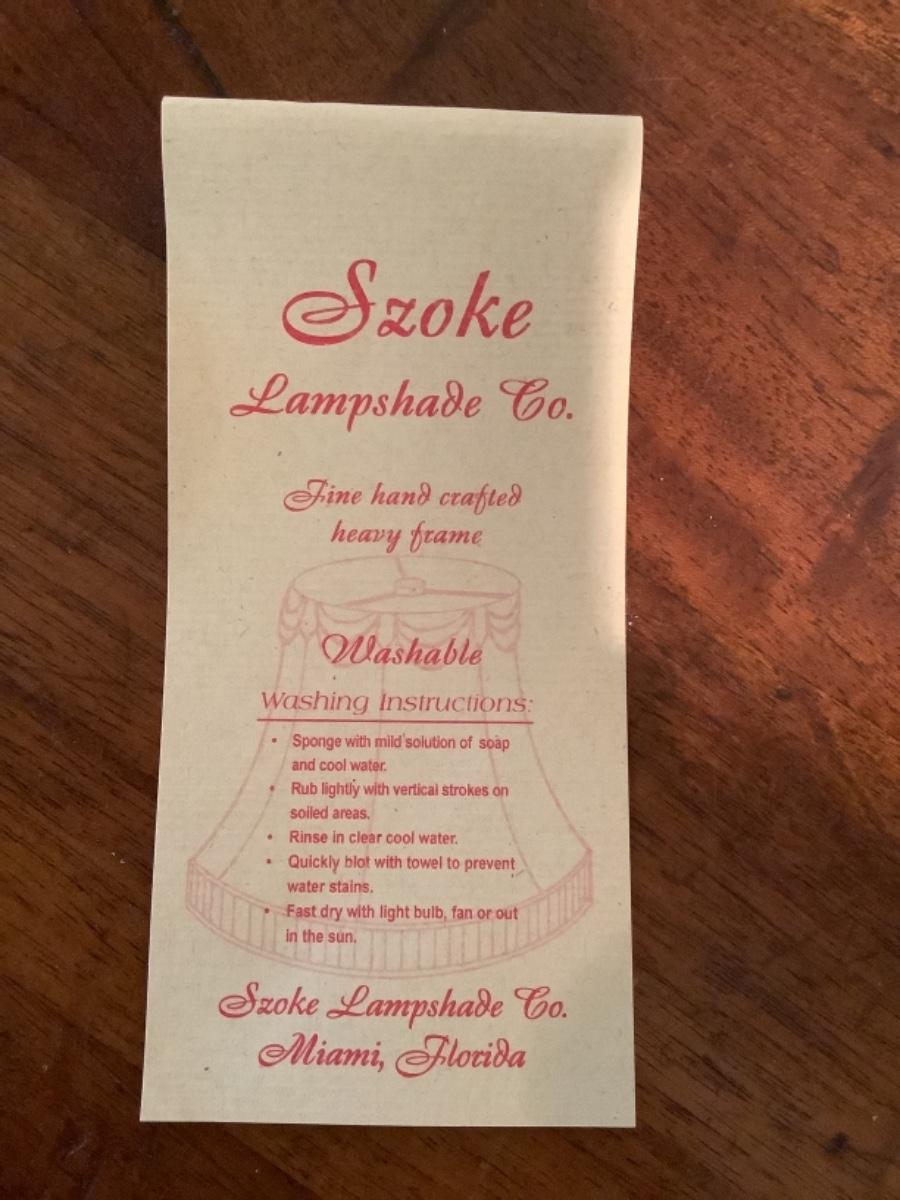 Szoke
Lampshade Co.
Fine hand crafted
heavy frame
Washable
Washing Instructions:
• Sponge with mild solution of soap
and cool water.
• Rub lightly with vertical strokes on
soiled areas.
• Rinse in clear cool water.
• Quickly blot with towel to prevent
water stains.
• Fast dry with light bulb, fan or out
in the sun.
Szoke Lampshade Co.
Miami, Florida